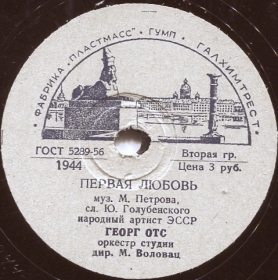 ФАБРИКА „ПЛАСТМАСС“ • ГУМП • ГАЛХИМТРЕСТ •
ГОСТ 5289-56
Вторая гр.
1944
Цена 3 руб.
ПЕРВАЯ ЛЮБОВЬ
муз. М. Петрова,
сл. Ю. Голубенского
народный артист ЭССР
ГЕОРГ ОТС
оркестр студии
дир. М. Воловац